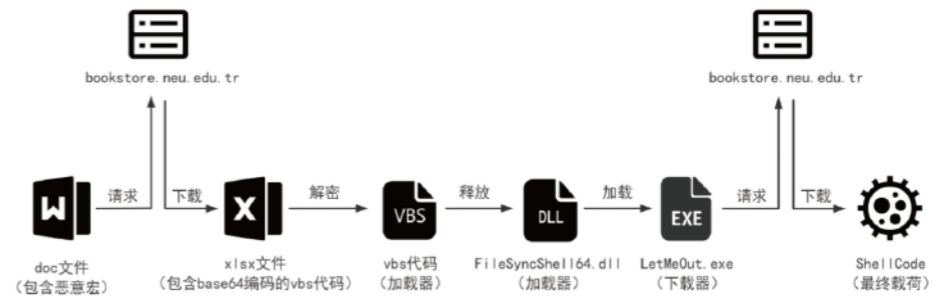 bookstore.neu.edu.tr
bookstore.neu.edu.tr
请求
下载
解密
释放
加载
请求
下载
W
X
VBS
DLL
EXE
doc文件
（包含恶意宏）
xlsx文件
（包含base64编码的vbs代码）
vbs代码
（加载器）
FileSyncShell64.dll
（加载器）
LetMeOut.exe
（下载器）
ShellCode
（最终载荷）